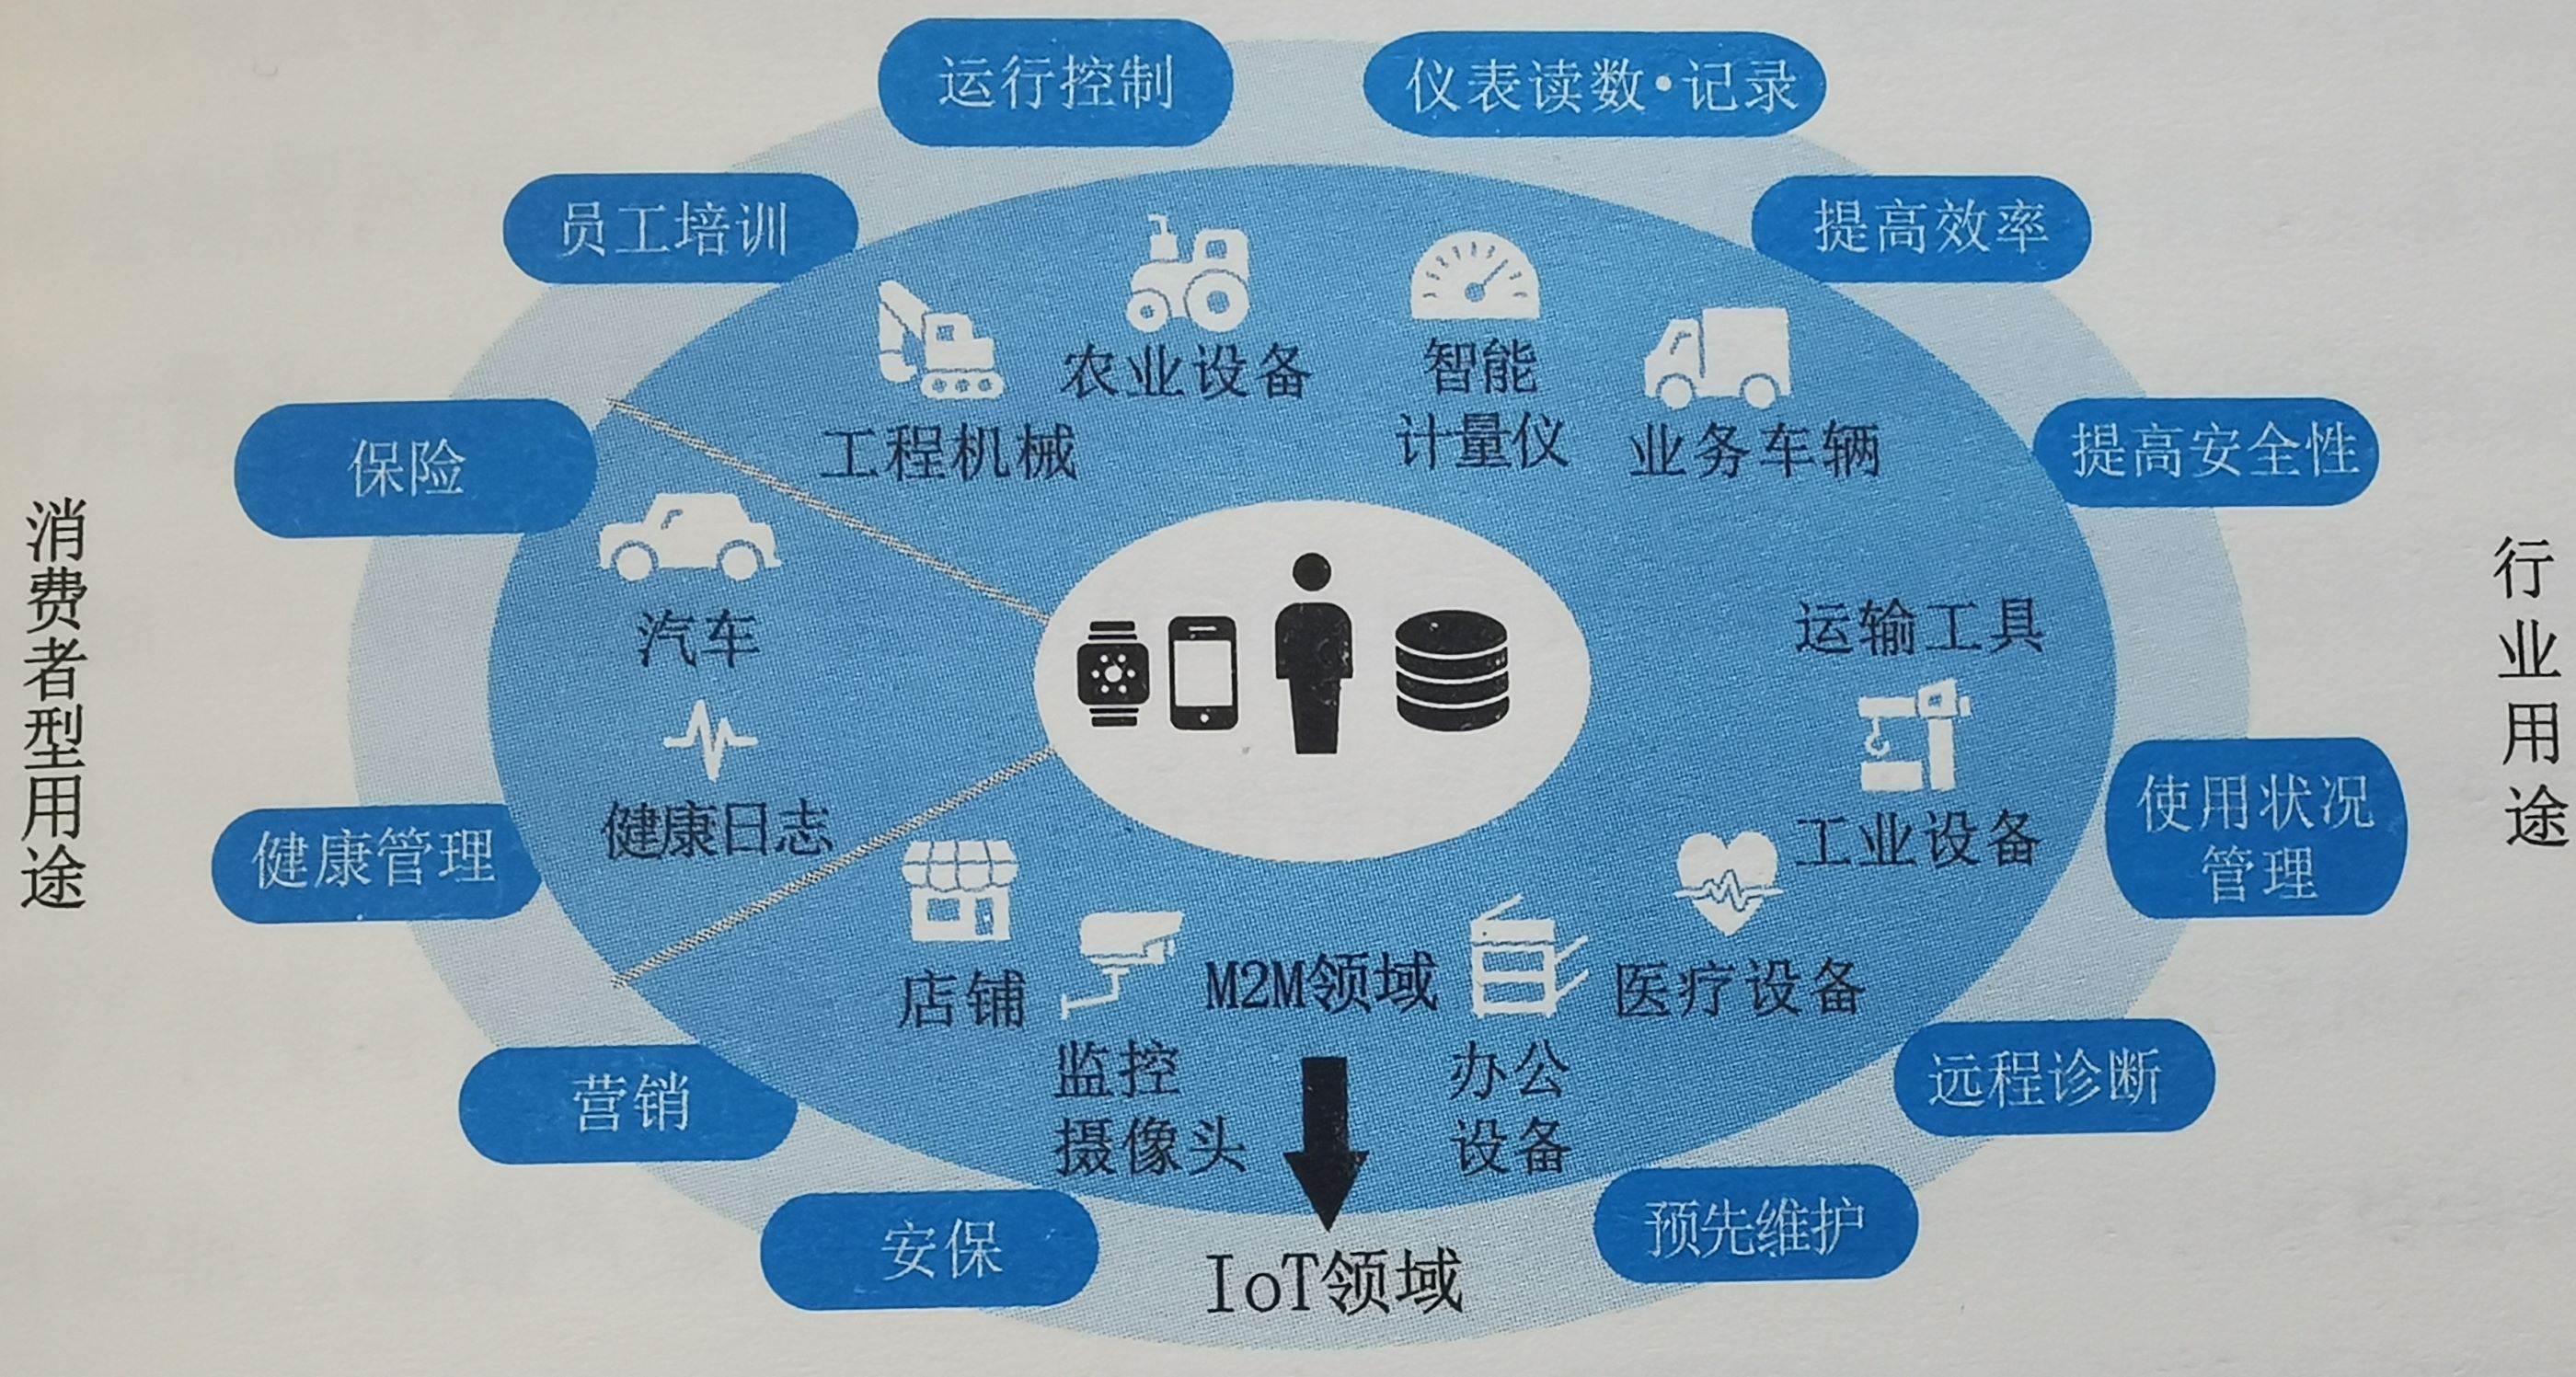 运行控制
仪表读数·记录
员工培训
提高效率
农业设备
智能
计量仪
工程机械
业务车辆
保险
提高安全性
消费者型用途
行业用途
汽车
运输工具
健康日志
工业设备
健康管理
使用状况
管理
店铺
M2M领域
医疗设备
监控
摄像头
办公
设备
营销
远程诊断
安保
预先维护
IoT领域